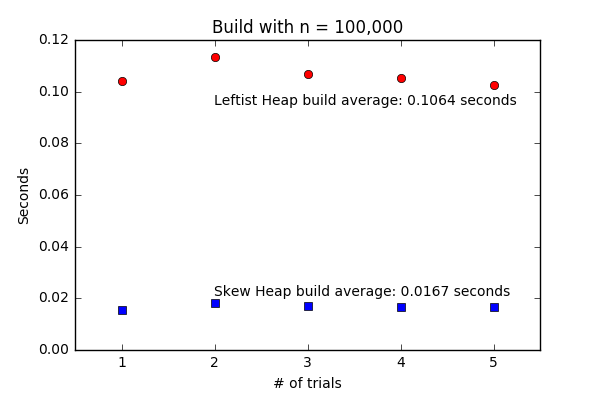 Build with n = 100,000
0.12
0.10
Leftist Heap build average: 0.1064 seconds
0.08
Seconds
0.06
0.04
Skew Heap build average: 0.0167 seconds
0.02
0.00
1 2 3 4 5
# of trials